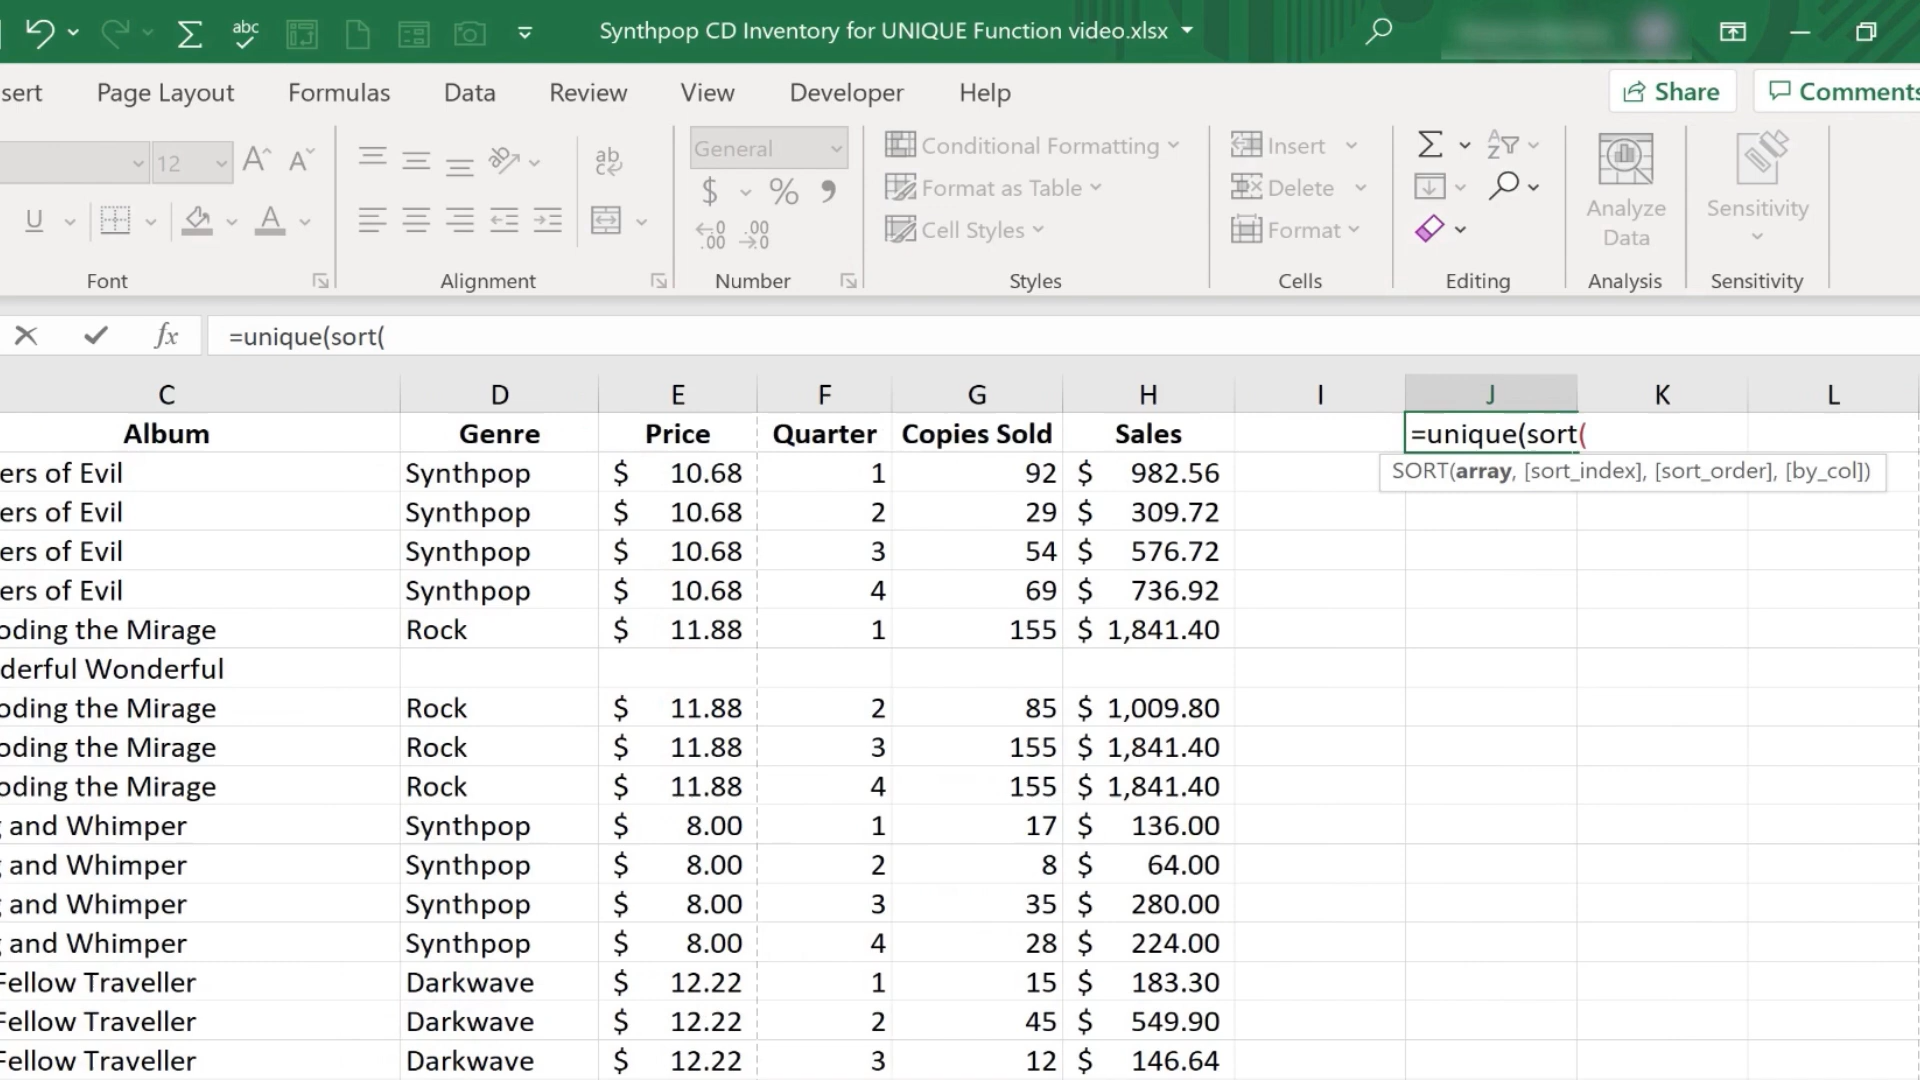 abc
Synthpop CD Inventory for UNIQUE Function video.xlsx
sert Page Layout Formulas Data Review View Developer Help Share Comments
12 A A ab General Conditional Formatting Insert Σ AZ
$ % , Format as Table Delete
U A .00 .00 Cell Styles Format Analyze Data Sensitivity
Font Alignment Number Styles Cells Editing Analysis Sensitivity
fx =unique(sort(
C D E F G H I J K L
Album Genre Price Quarter Copies Sold Sales =unique(sort(
SORT(array, [sort_index], [sort_order], [by_col])
ers of Evil Synthpop $ 10.68 1 92 $ 982.56
ers of Evil Synthpop $ 10.68 2 29 $ 309.72
ers of Evil Synthpop $ 10.68 3 54 $ 576.72
ers of Evil Synthpop $ 10.68 4 69 $ 736.92
oding the Mirage Rock $ 11.88 1 155 $ 1,841.40
derful Wonderful
oding the Mirage Rock $ 11.88 2 85 $ 1,009.80
oding the Mirage Rock $ 11.88 3 155 $ 1,841.40
oding the Mirage Rock $ 11.88 4 155 $ 1,841.40
and Whimper Synthpop $ 8.00 1 17 $ 136.00
and Whimper Synthpop $ 8.00 2 8 $ 64.00
and Whimper Synthpop $ 8.00 3 35 $ 280.00
and Whimper Synthpop $ 8.00 4 28 $ 224.00
Fellow Traveller Darkwave $ 12.22 1 15 $ 183.30
Fellow Traveller Darkwave $ 12.22 2 45 $ 549.90
Fellow Traveller Darkwave $ 12.22 3 12 $ 146.64